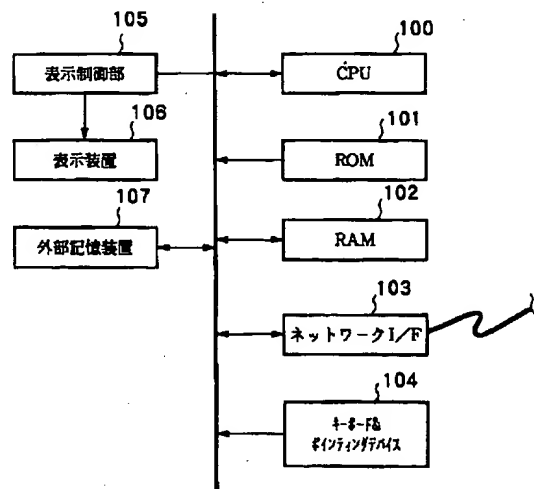 105
表示制御部
106
表示装置
107
外部記憶装置
100
CPU
101
ROM
102
RAM
103
ネットワークI/F
104
キーボード&
ポインティングデバイス